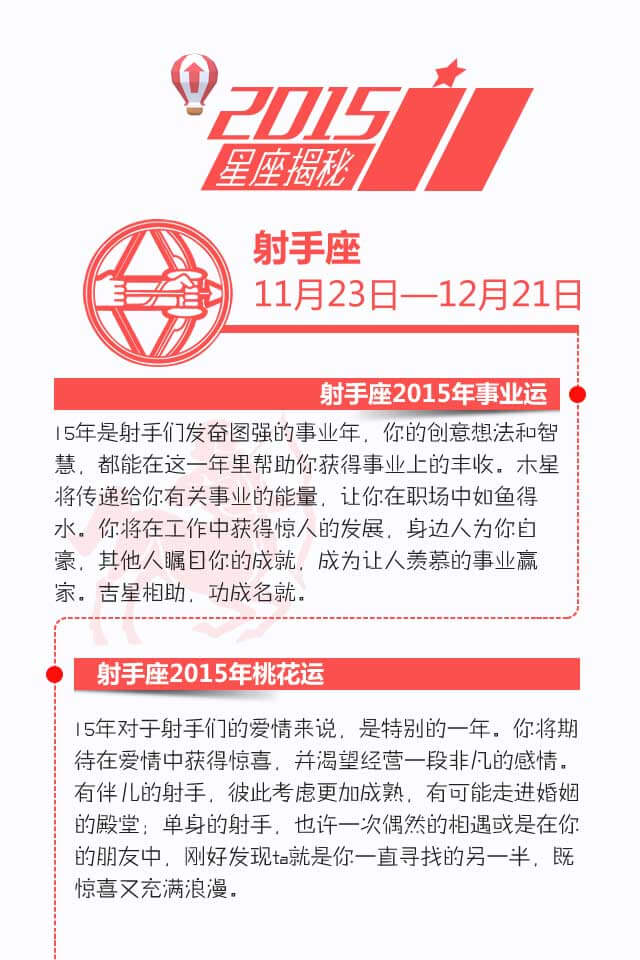 2015
星座揭秘
射手座
11月23日—12月21日
射手座2015年事业运
15年是射手们发奋图强的事业年，你的创意想法和智
慧，都能在这一年里帮助你获得事业上的丰收。木星
将传递给你有关事业的能量，让你在职场中如鱼得
水。你将在工作中获得惊人的发展，身边人为你自
豪，其他人瞩目你的成就，成为让人羡慕的事业赢
家。吉星相助，功成名就。
射手座2015年桃花运
15年对于射手们的爱情来说，是特别的一年。你将期
待在爱情中获得惊喜，并渴望经营一段非凡的感情。
有伴儿的射手，彼此考虑更加成熟，有可能走进婚姻
的殿堂；单身的射手，也许一次偶然的相遇或是在你
的朋友中，刚好发现ta就是你一直寻找的另一半，既
惊喜又充满浪漫。